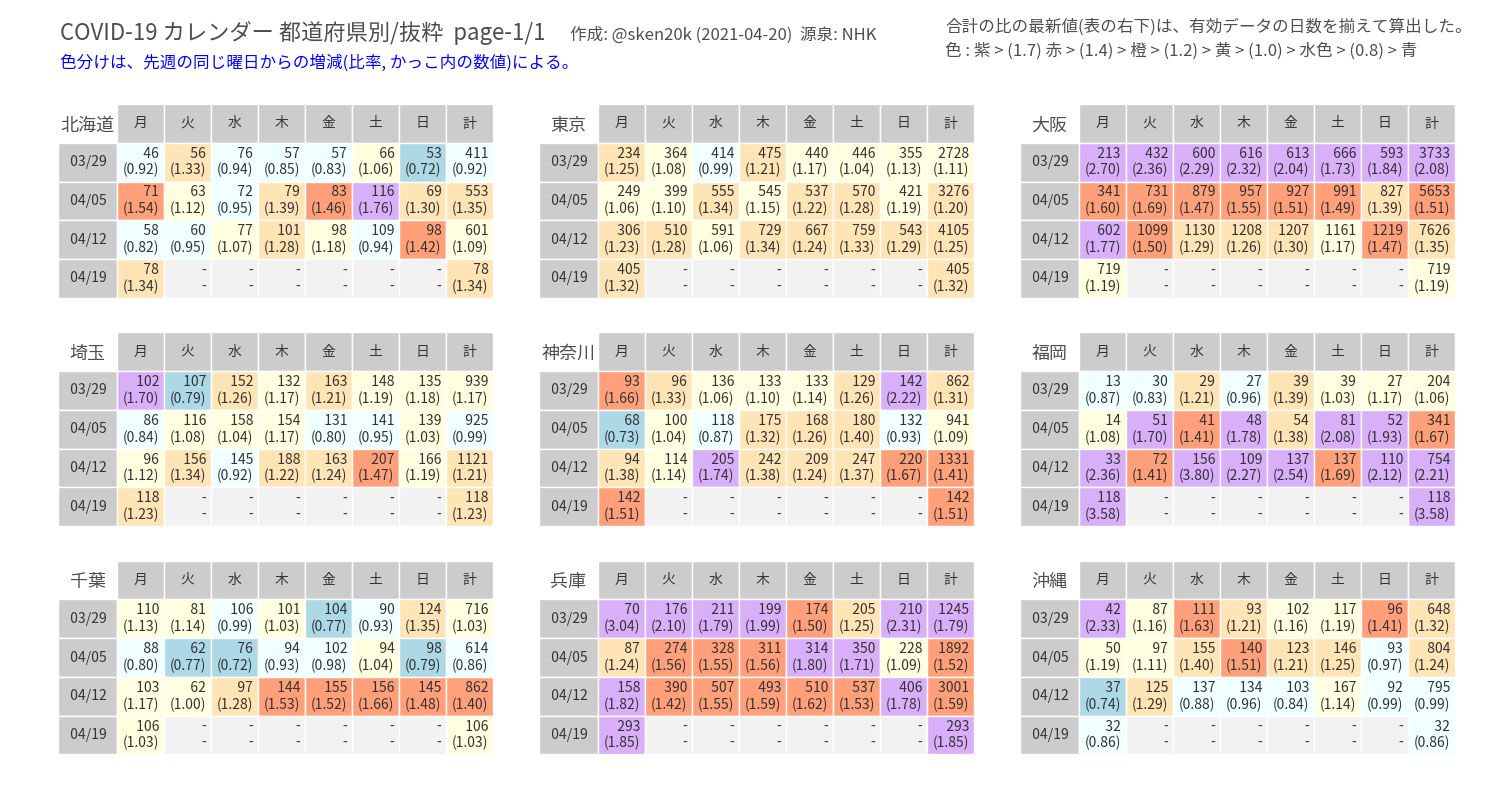 COVID-19 カレンダー 都道府県別/抜粋 page-1/1 作成: @sken20k (2021-04-20) 源泉: NHK
合計の比の最新値(表の右下)は、有効データの日数を揃えて算出した。
色分けは、先週の同じ曜日からの増減(比率, かっこ内の数値)による。
色 : 紫 > (1.7) 赤 > (1.4) > 橙 > (1.2) > 黄 > (1.0) > 水色 > (0.8) > 青
北海道 月 火 水 木 金 土 日 計
03/29 46 56 76 57 57 66 53 411
(0.92) (1.33) (0.94) (0.85) (0.83) (1.06) (0.72) (0.92)
04/05 71 63 72 79 83 116 69 553
(1.54) (1.12) (0.95) (1.39) (1.46) (1.76) (1.30) (1.35)
04/12 58 60 77 101 98 109 98 601
(0.82) (0.95) (1.07) (1.28) (1.18) (0.94) (1.42) (1.09)
04/19 78 - - - - - - 78
(1.34) - - - - - - (1.34)
東京 月 火 水 木 金 土 日 計
03/29 234 364 414 475 440 446 355 2728
(1.25) (1.08) (0.99) (1.21) (1.17) (1.04) (1.13) (1.11)
04/05 249 399 555 545 537 570 421 3276
(1.06) (1.10) (1.34) (1.15) (1.22) (1.28) (1.19) (1.20)
04/12 306 510 591 729 667 759 543 4105
(1.23) (1.28) (1.06) (1.34) (1.24) (1.33) (1.29) (1.25)
04/19 405 - - - - - - 405
(1.32) - - - - - - (1.32)
大阪 月 火 水 木 金 土 日 計
03/29 213 432 600 616 613 666 593 3733
(2.70) (2.36) (2.29) (2.32) (2.04) (1.73) (1.84) (2.08)
04/05 341 731 879 957 927 991 827 5653
(1.60) (1.69) (1.47) (1.55) (1.51) (1.49) (1.39) (1.51)
04/12 602 1099 1130 1208 1207 1161 1219 7626
(1.77) (1.50) (1.29) (1.26) (1.30) (1.17) (1.47) (1.35)
04/19 719 - - - - - - 719
(1.19) - - - - - - (1.19)
埼玉 月 火 水 木 金 土 日 計
03/29 102 107 152 132 163 148 135 939
(1.70) (0.79) (1.26) (1.17) (1.21) (1.19) (1.18) (1.17)
04/05 86 116 158 154 131 141 139 925
(0.84) (1.08) (1.04) (1.17) (0.80) (0.95) (1.03) (0.99)
04/12 96 156 145 188 163 207 166 1121
(1.12) (1.34) (0.92) (1.22) (1.24) (1.47) (1.19) (1.21)
04/19 118 - - - - - - 118
(1.23) - - - - - - (1.23)
神奈川 月 火 水 木 金 土 日 計
03/29 93 96 136 133 133 129 142 862
(1.66) (1.33) (1.06) (1.10) (1.14) (1.26) (2.22) (1.31)
04/05 68 100 118 175 168 180 132 941
(0.73) (1.04) (0.87) (1.32) (1.26) (1.40) (0.93) (1.09)
04/12 94 114 205 242 209 247 220 1331
(1.38) (1.14) (1.74) (1.38) (1.24) (1.37) (1.67) (1.41)
04/19 142 - - - - - - 142
(1.51) - - - - - - (1.51)
福岡 月 火 水 木 金 土 日 計
03/29 13 30 29 27 39 39 27 204
(0.87) (0.83) (1.21) (0.96) (1.39) (1.03) (1.17) (1.06)
04/05 14 51 41 48 54 81 52 341
(1.08) (1.70) (1.41) (1.78) (1.38) (2.08) (1.93) (1.67)
04/12 33 72 156 109 137 137 110 754
(2.36) (1.41) (3.80) (2.27) (2.54) (1.69) (2.12) (2.21)
04/19 118 - - - - - - 118
(3.58) - - - - - - (3.58)
千葉 月 火 水 木 金 土 日 計
03/29 110 81 106 101 104 90 124 716
(1.13) (1.14) (0.99) (1.03) (0.77) (0.93) (1.35) (1.03)
04/05 88 62 76 94 102 94 98 614
(0.80) (0.77) (0.72) (0.93) (0.98) (1.04) (0.79) (0.86)
04/12 103 62 97 144 155 156 145 862
(1.17) (1.00) (1.28) (1.53) (1.52) (1.66) (1.48) (1.40)
04/19 106 - - - - - - 106
(1.03) - - - - - - (1.03)
兵庫 月 火 水 木 金 土 日 計
03/29 70 176 211 199 174 205 210 1245
(3.04) (2.10) (1.79) (1.99) (1.50) (1.25) (2.31) (1.79)
04/05 87 274 328 311 314 350 228 1892
(1.24) (1.56) (1.55) (1.56) (1.80) (1.71) (1.09) (1.52)
04/12 158 390 507 493 510 537 406 3001
(1.82) (1.42) (1.55) (1.59) (1.62) (1.53) (1.78) (1.59)
04/19 293 - - - - - - 293
(1.85) - - - - - - (1.85)
沖縄 月 火 水 木 金 土 日 計
03/29 42 87 111 93 102 117 96 648
(2.33) (1.16) (1.63) (1.21) (1.16) (1.19) (1.41) (1.32)
04/05 50 97 155 140 123 146 93 804
(1.19) (1.11) (1.40) (1.51) (1.21) (1.25) (0.97) (1.24)
04/12 37 125 137 134 103 167 92 795
(0.74) (1.29) (0.88) (0.96) (0.84) (1.14) (0.99) (0.99)
04/19 32 - - - - - - 32
(0.86) - - - - - - (0.86)